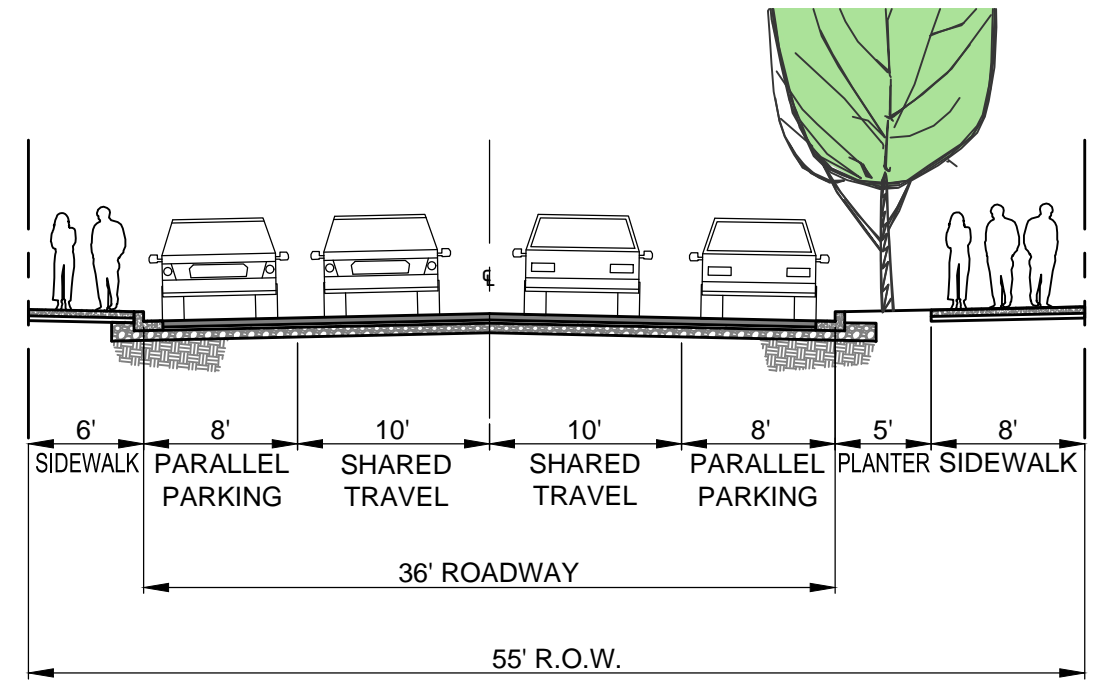 ℄
6'
8'
10'
10'
8'
5'
8'
SIDEWALK
PARALLEL
PARKING
SHARED
TRAVEL
SHARED
TRAVEL
PARALLEL
PARKING
PLANTER
SIDEWALK
36' ROADWAY
55' R.O.W.